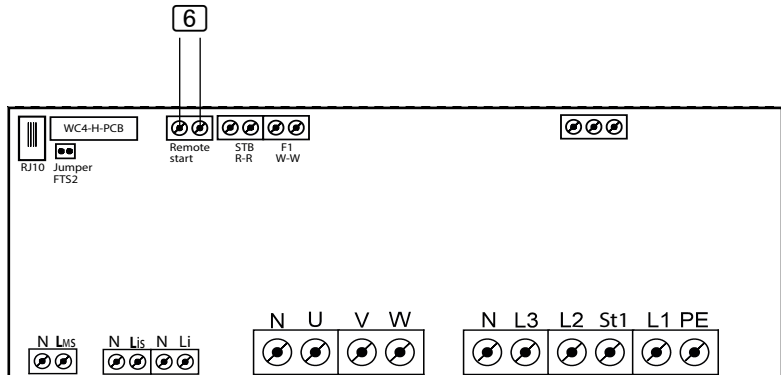 6
WC4-H-PCB
RJ10 Jumper
FTS2
Remote
start
STB
R-R
F1
W-W
N LMS N Lis N Li
N U V W N L3 L2 St1 L1 PE